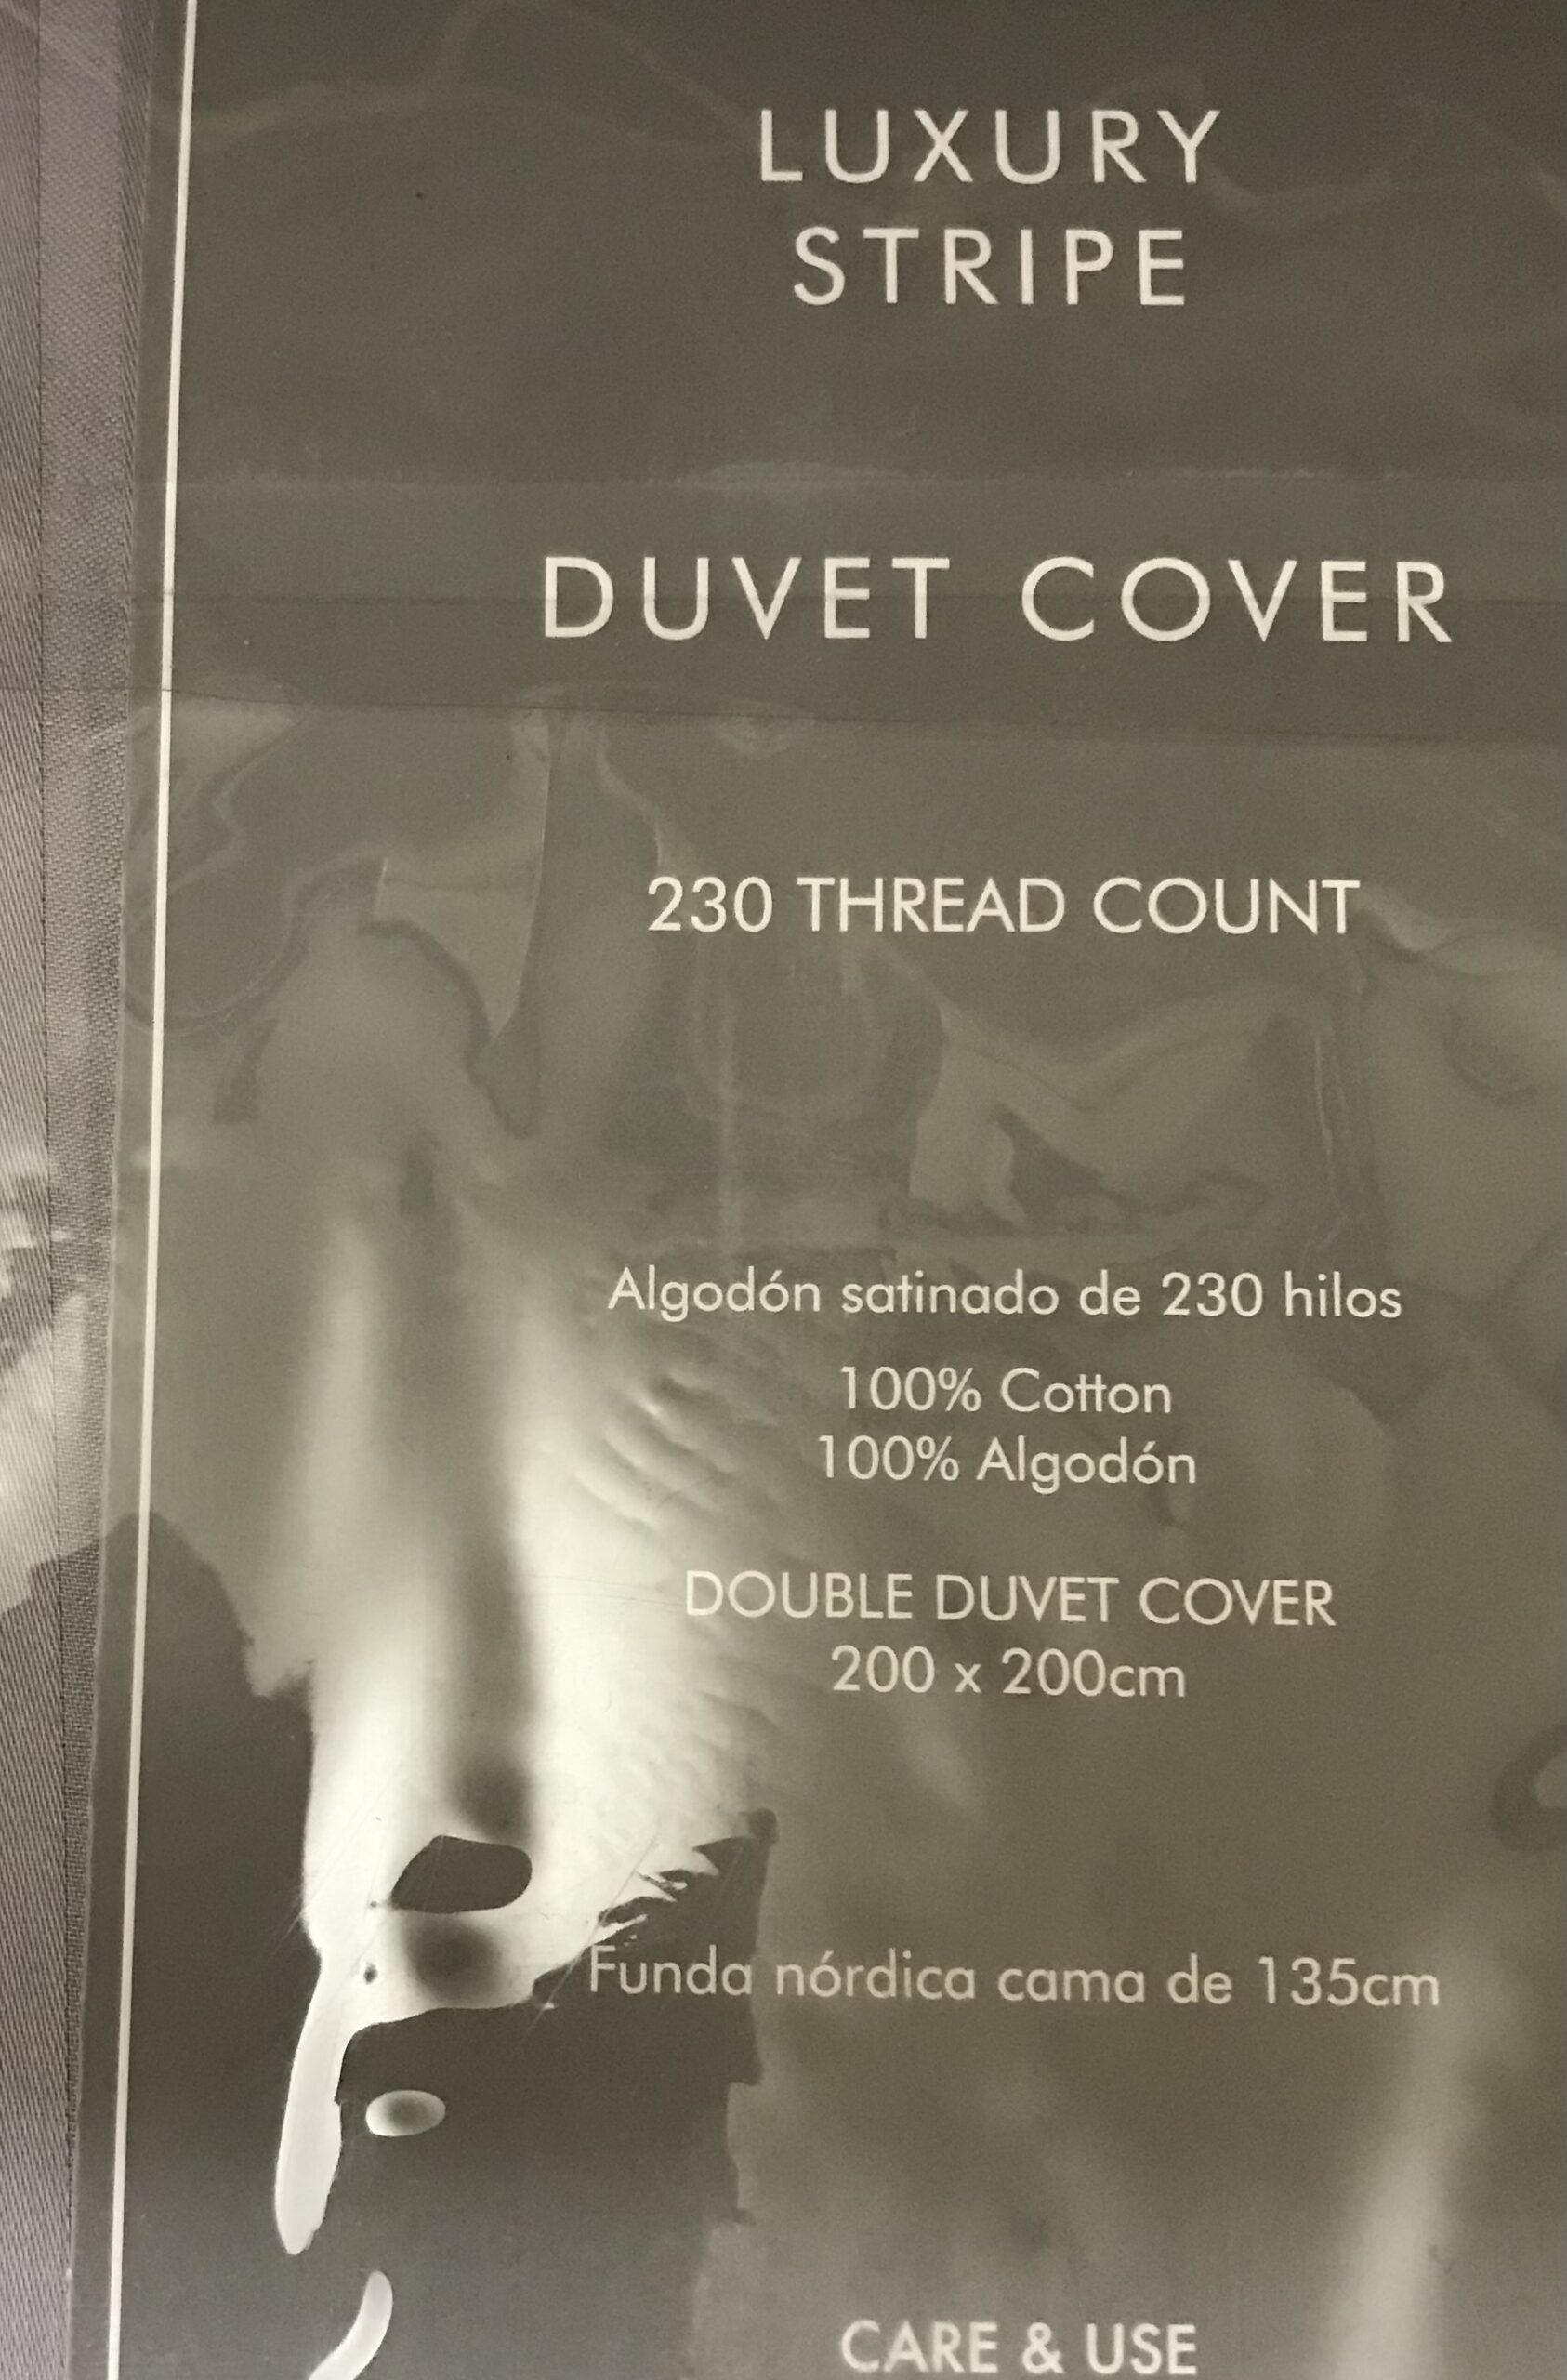 LUXURY
STRIPE
DUVET COVER
230 THREAD COUNT
Algodón satinado de 230 hilos
100% Cotton
100% Algodón
DOUBLE DUVET COVER
200 x 200cm
Funda nórdica cama de 135cm
CARE & USE